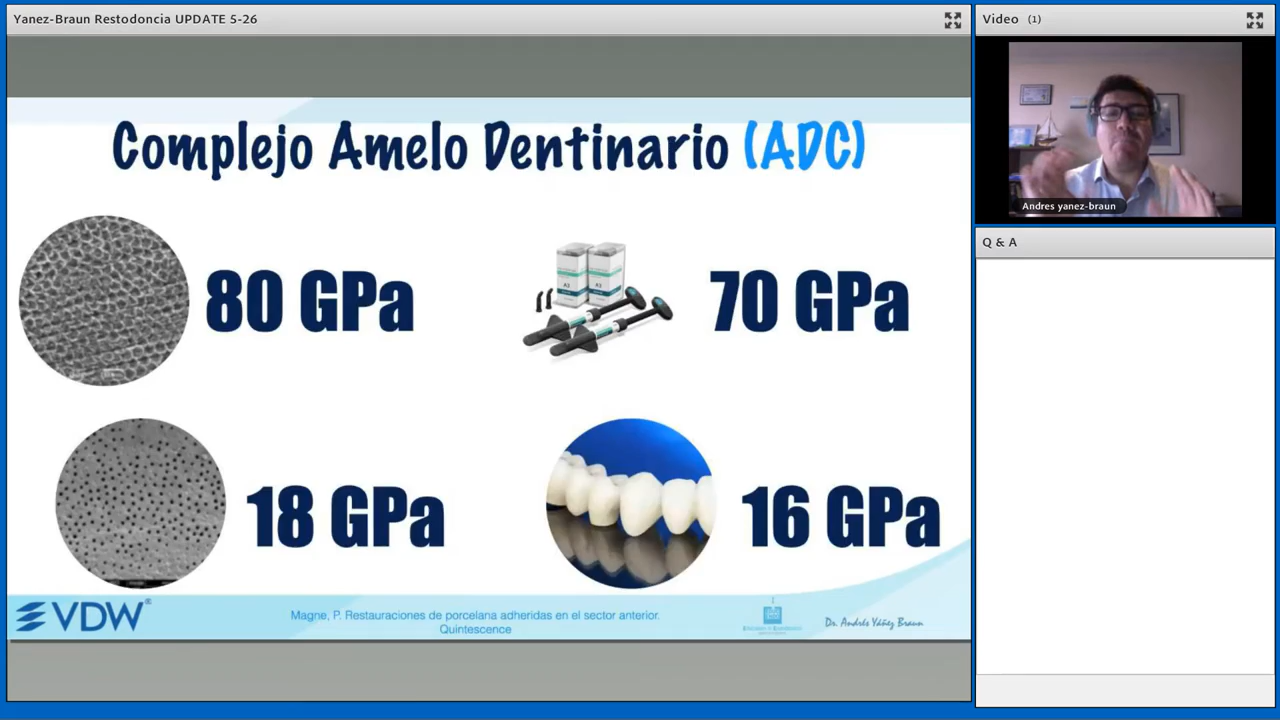 Yanez-Braun Restodoncia UPDATE 5-26
Video (1)
Andres yanez-braun
Q & A
Complejo Amelo Dentinario (ADC)
80 GPa
70 GPa
A3
18 GPa
16 GPa
VDW®
Magne, P. Restauraciones de porcelana adheridas en el sector anterior.
Quintescence
Dr. Andrés Yáñez Braun